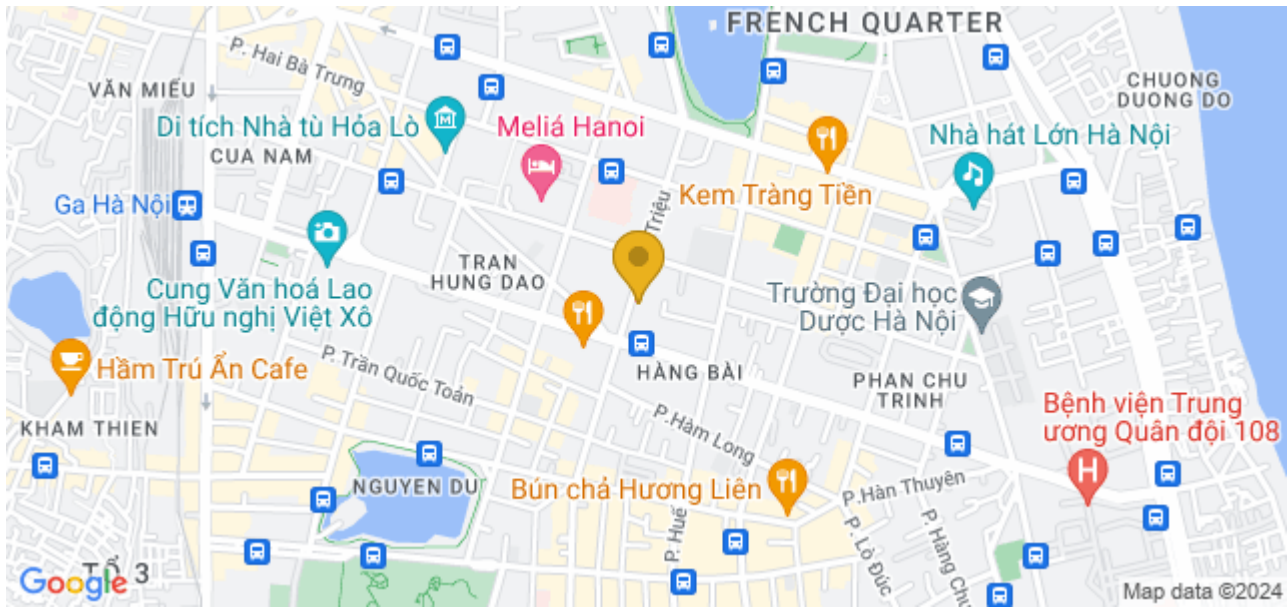 FRENCH QUARTER
P. Hai Bà Trưng
VĂN MIẾU
CHUONG
DUONG DO
Di tích Nhà tù Hỏa Lò
Meliá Hanoi
Nhà hát Lớn Hà Nội
CUA NAM
Kem Tràng Tiền
Ga Hà Nội
Triệu
TRAN
HUNG DAO
Cung Văn hoá Lao
động Hữu nghị Việt Xô
Trường Đại học
Dược Hà Nội
P. Trần Quốc Toản
Hầm Trú Ẩn Cafe
HÀNG BÀI
PHAN CHU
TRINH
KHAM THIEN
P.Hàm Long
Bệnh viện Trung
ương Quân đội 108
NGUYEN DU
Bún chả Hương Liên
P.Hàn Thuyên
P. Huế
P. Lò Đúc
P. Hàng Chu
Tổ 3
Google
Map data ©2024